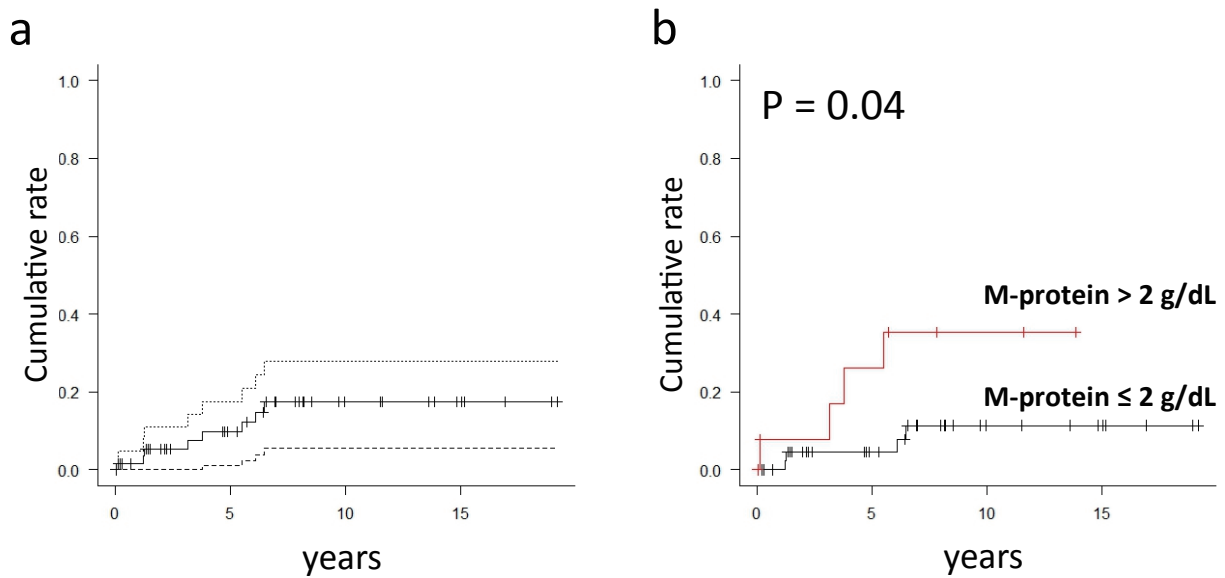 a
1.0
0.8
0.6
0.4
0.2
0.0
Cumulative rate
0 5 10 15
years
b
P = 0.04
1.0
0.8
0.6
0.4
0.2
0.0
Cumulative rate
M-protein > 2 g/dL
M-protein ≤ 2 g/dL
0 5 10 15
years